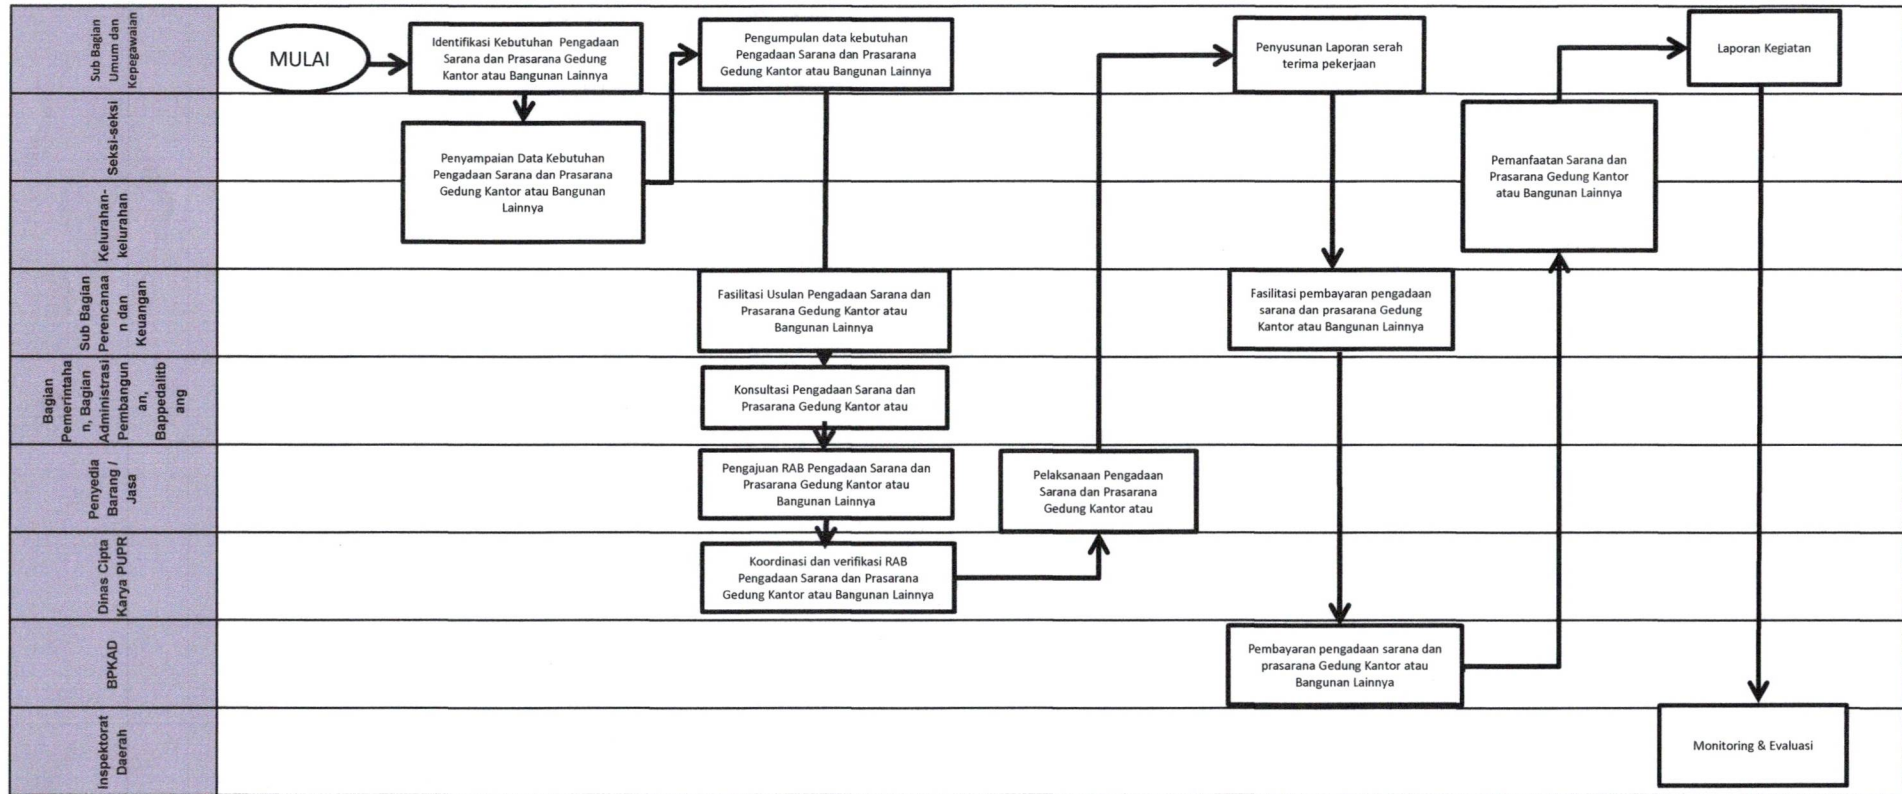 Sub Bagian
Umum dan
Kepegawaian
MULAI
Identifikasi Kebutuhan Pengadaan
Sarana dan Prasarana Gedung
Kantor atau Bangunan Lainnya
Pengumpulan data kebutuhan
Pengadaan Sarana dan Prasarana
Gedung Kantor atau Bangunan Lainnya
Penyusunan Laporan serah
terima pekerjaan
Laporan Kegiatan
Seksi-seksi
Penyampaian Data Kebutuhan
Pengadaan Sarana dan Prasarana
Gedung Kantor atau Bangunan
Lainnya
Pemanfaatan Sarana dan
Prasarana Gedung Kantor
atau Bangunan Lainnya
Kelurahan-
kelurahan
Sub Bagian
Perencanaa
n dan
Keuangan
Fasilitasi Usulan Pengadaan Sarana dan
Prasarana Gedung Kantor atau
Bangunan Lainnya
Fasilitasi pembayaran pengadaan
sarana dan prasarana Gedung
Kantor atau Bangunan Lainnya
Bagian
Pemerintaha
n, Bagian
Administrasi
Pembangun
an,
Bappedalitb
ang
Konsultasi Pengadaan Sarana dan
Prasarana Gedung Kantor atau
Penyedia
Barang /
Jasa
Pengajuan RAB Pengadaan Sarana dan
Prasarana Gedung Kantor atau
Bangunan Lainnya
Pelaksanaan Pengadaan
Sarana dan Prasarana
Gedung Kantor atau
Dinas Cipta
Karya PUPR
Koordinasi dan verifikasi RAB
Pengadaan Sarana dan Prasarana
Gedung Kantor atau Bangunan Lainnya
BPKAD
Pembayaran pengadaan sarana dan
prasarana Gedung Kantor atau
Bangunan Lainnya
Inspektorat
Daerah
Monitoring & Evaluasi